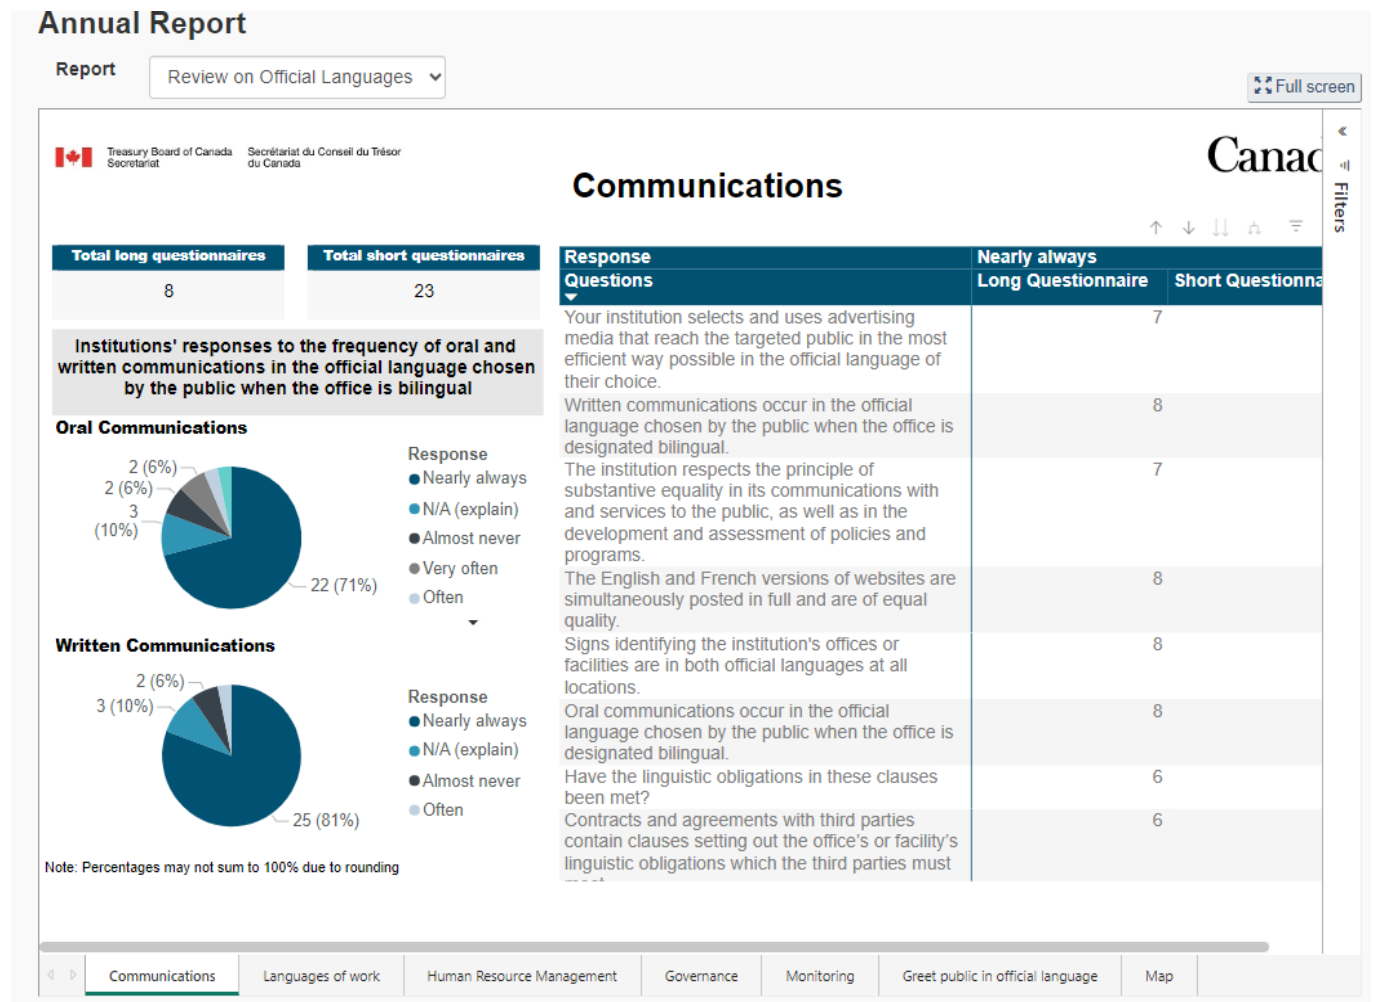 Annual Report
Report
Review on Official Languages
Full screen
Treasury Board of Canada Secrétariat du Conseil du Trésor
Secretariat du Canada
Canad
Communications
Filters
Total long questionnaires
8
Total short questionnaires
23
Institutions' responses to the frequency of oral and
written communications in the official language chosen
by the public when the office is bilingual
Oral Communications
2 (6%)
2 (6%)
3
(10%)
22 (71%)
Response
Nearly always
N/A (explain)
Almost never
Very often
Often
Written Communications
2 (6%)
3 (10%)
25 (81%)
Response
Nearly always
N/A (explain)
Almost never
Often
Note: Percentages may not sum to 100% due to rounding
Response Nearly always
Questions Long Questionnaire Short Questionna
Your institution selects and uses advertising 7
media that reach the targeted public in the most
efficient way possible in the official language of
their choice.
Written communications occur in the official 8
language chosen by the public when the office is
designated bilingual.
The institution respects the principle of 7
substantive equality in its communications with
and services to the public, as well as in the
development and assessment of policies and
programs.
The English and French versions of websites are 8
simultaneously posted in full and are of equal
quality.
Signs identifying the institution's offices or 8
facilities are in both official languages at all
locations.
Oral communications occur in the official 8
language chosen by the public when the office is
designated bilingual.
Have the linguistic obligations in these clauses 6
been met?
Contracts and agreements with third parties 6
contain clauses setting out the office's or facility's
linguistic obligations which the third parties must
Communications
Languages of work
Human Resource Management
Governance
Monitoring
Greet public in official language
Map